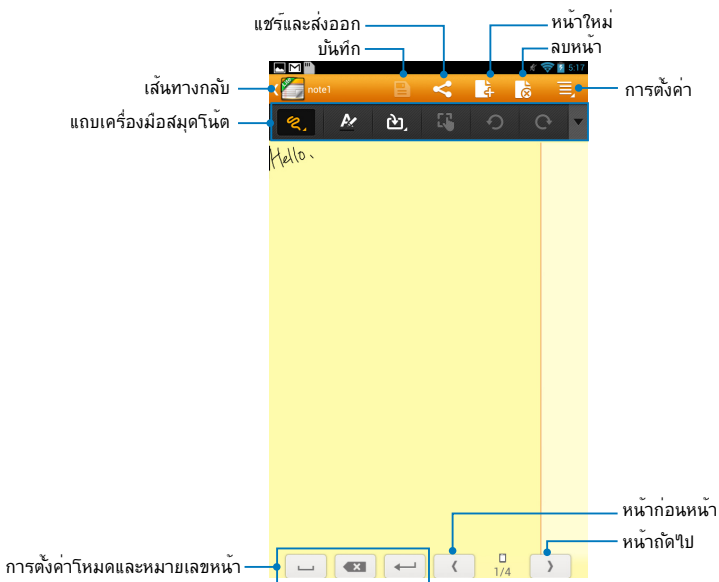 แชร์และส่งออก
หน้าใหม่
บันทึก
ลบหน้า
5:17
เส้นทางกลับ
note1
การตั้งค่า
แถบเครื่องมือสมุดโน้ต
Hello.
หน้าก่อนหน้า
หน้าถัดไป
การตั้งค่าโหมดและหมายเลขหน้า
1/4